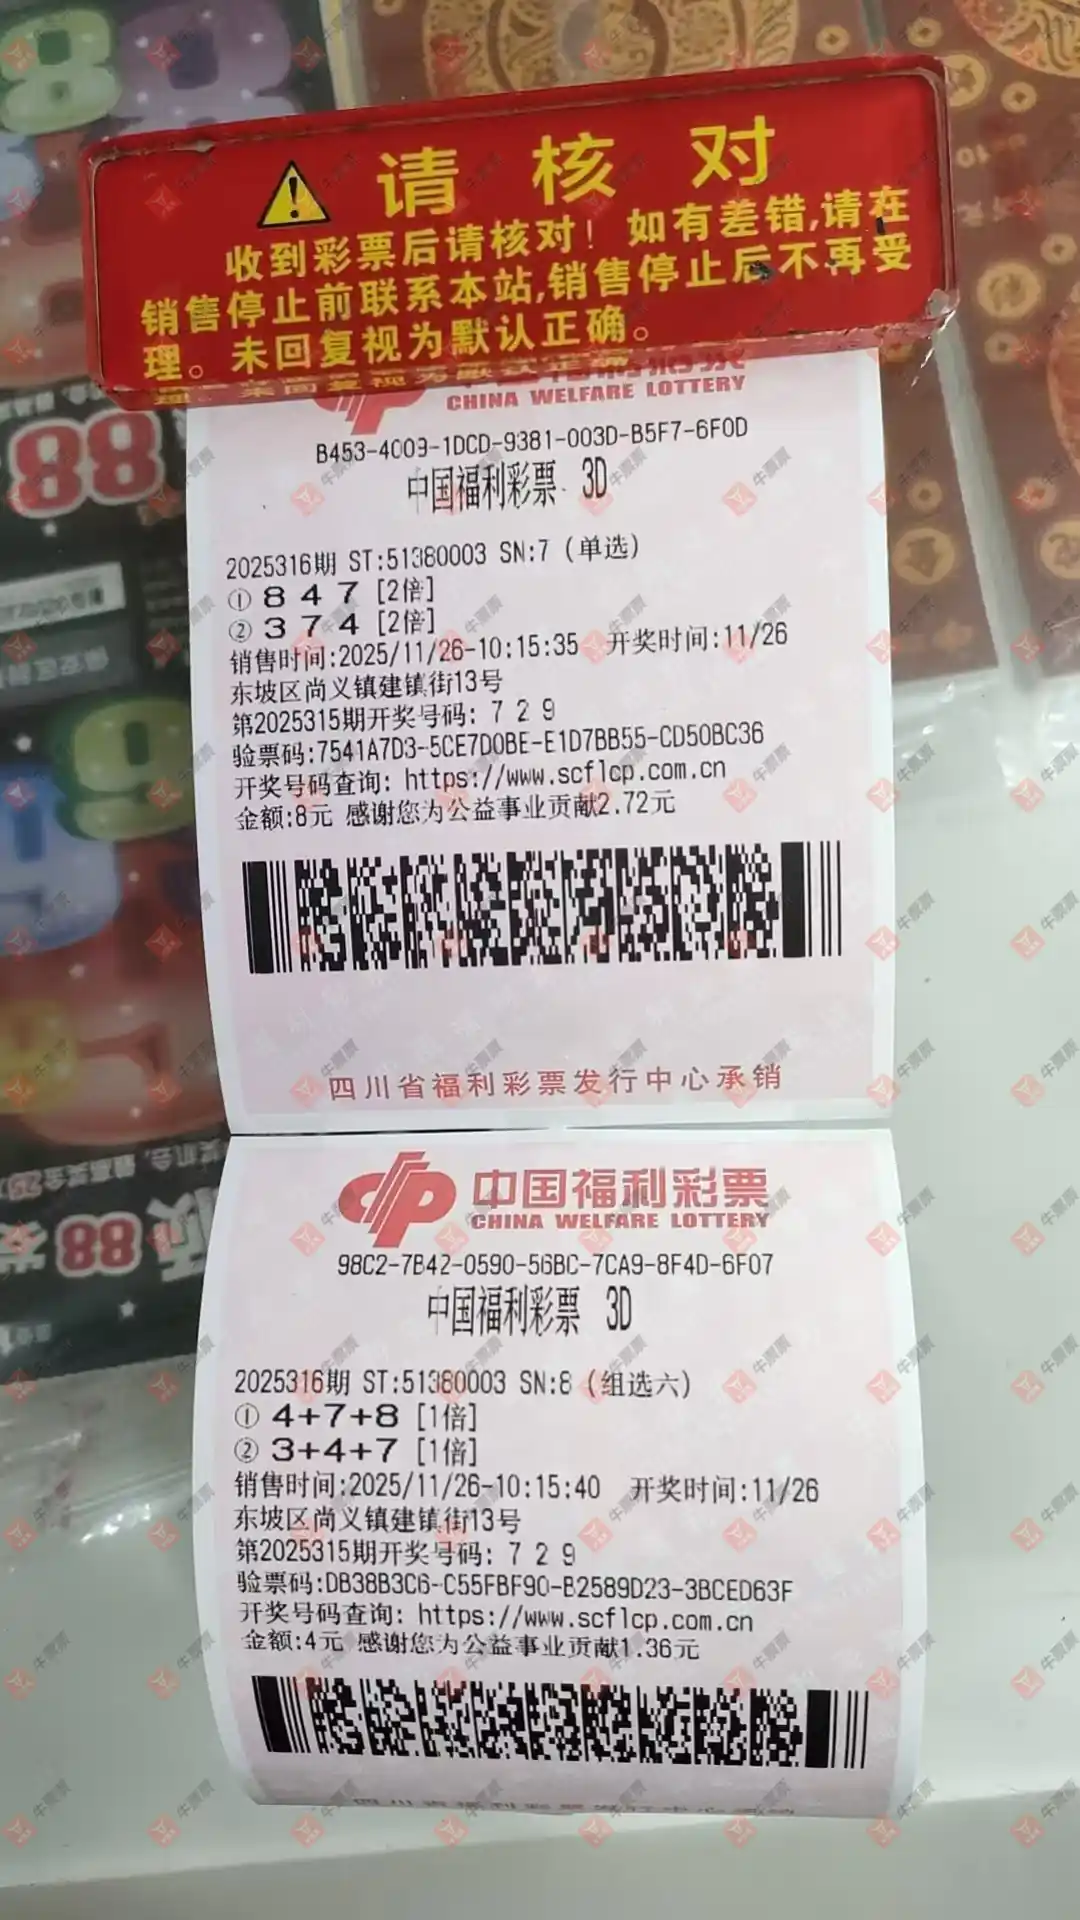 请核对
收到彩票后请核对！如有差错,请在
销售停止前联系本站,销售停止后不再受
理。未回复视为默认正确。
CHINA WELFARE LOTTERY
B453-4009-1DCD-9381-003D-B5F7-6F0D
中国福利彩票 3D
2025316期 ST:51380003 SN:7 (单选)
① 8 4 7 [2倍]
② 3 7 4 [2倍]
销售时间:2025/11/26-10:15:35 开奖时间:11/26
东坡区尚义镇建镇街13号
第2025315期开奖号码: 7 2 9
验票码:7541A7D3-5CE7D0BE-E1D7BB55-CD50BC36
开奖号码查询: https://www.scflcp.com.cn
金额:8元 感谢您为公益事业贡献2.72元
四川省福利彩票发行中心承销
中国福利彩票
CHINA WELFARE LOTTERY
98C2-7B42-0590-56BC-7CA9-8F4D-6F07
中国福利彩票 3D
2025316期 ST:51380003 SN:8 (组选六)
① 4+7+8 [1倍]
② 3+4+7 [1倍]
销售时间:2025/11/26-10:15:40 开奖时间:11/26
东坡区尚义镇建镇街13号
第2025315期开奖号码: 7 2 9
验票码:DB38B3C6-C55FBF90-B2589D23-3BCED63F
开奖号码查询: https://www.scflcp.com.cn
金额:4元 感谢您为公益事业贡献1.36元